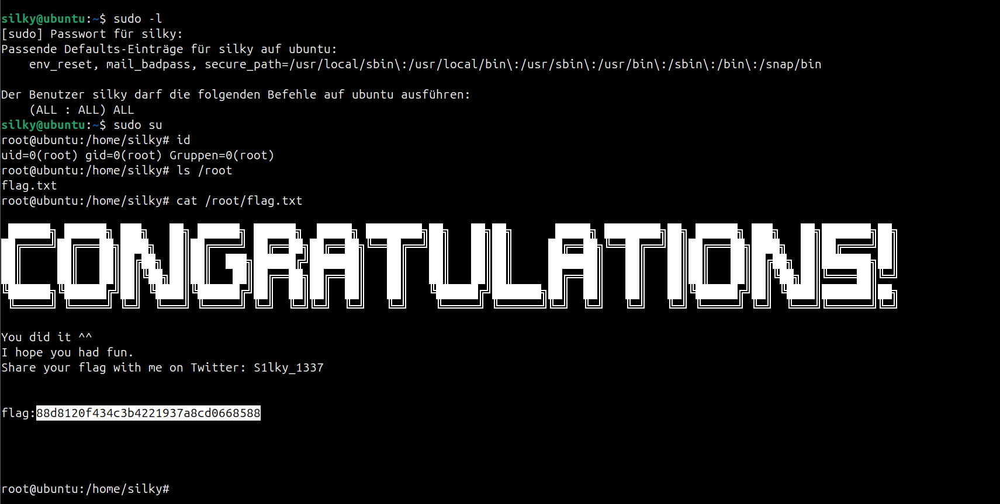 silky@ubuntu:~$ sudo -l
[sudo] Passwort für silky:
Passende Defaults-Einträge für silky auf ubuntu:
    env_reset, mail_badpass, secure_path=/usr/local/sbin\:/usr/local/bin\:/usr/sbin\:/usr/bin\:/sbin\:/bin\:/snap/bin
Der Benutzer silky darf die folgenden Befehle auf ubuntu ausführen:
    (ALL : ALL) ALL
silky@ubuntu:~$ sudo su
root@ubuntu:/home/silky# id
uid=0(root) gid=0(root) Gruppen=0(root)
root@ubuntu:/home/silky# ls /root
flag.txt
root@ubuntu:/home/silky# cat /root/flag.txt
CONGRATULATIONS!
You did it ^^
I hope you had fun.
Share your flag with me on Twitter: S1lky_1337
flag:88d8120f434c3b4221937a8cd0668588
root@ubuntu:/home/silky#